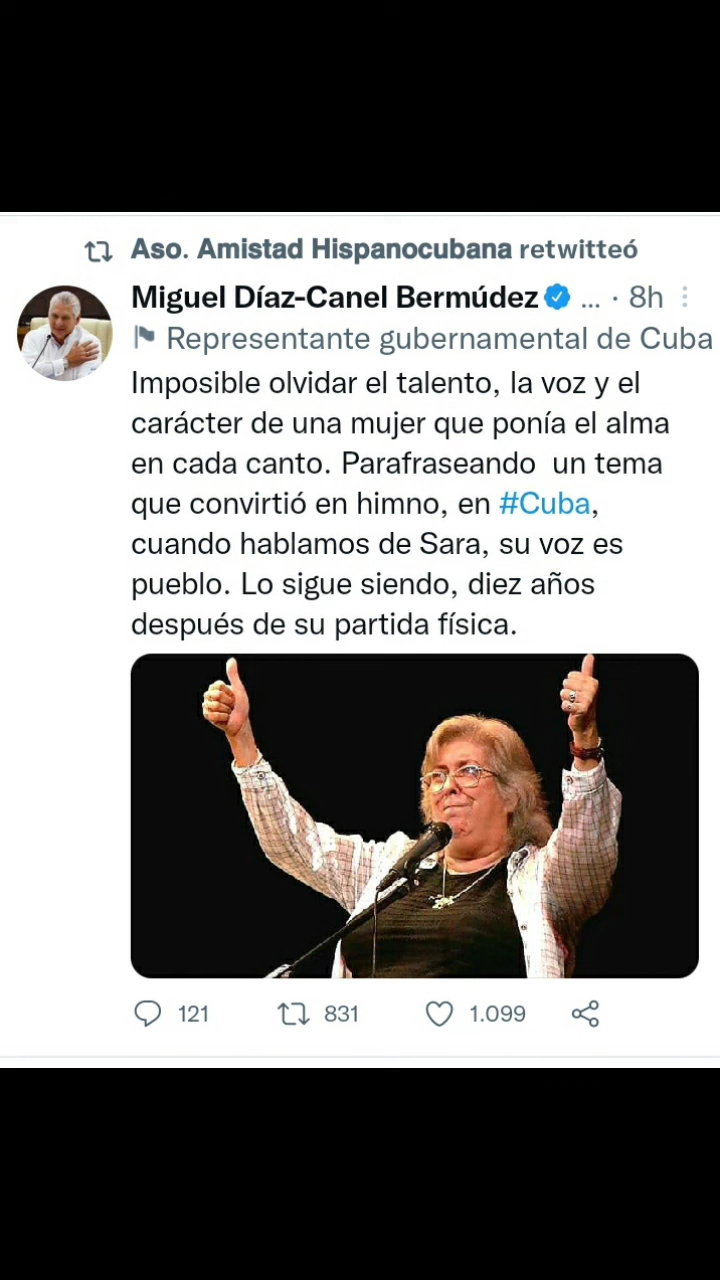 Aso. Amistad Hispanocubana retwitteó
Miguel Díaz-Canel Bermúdez ... · 8h
Representante gubernamental de Cuba
Imposible olvidar el talento, la voz y el
carácter de una mujer que ponía el alma
en cada canto. Parafraseando  un tema
que convirtió en himno, en #Cuba,
cuando hablamos de Sara, su voz es
pueblo. Lo sigue siendo, diez años
después de su partida física.
121 831 1.099